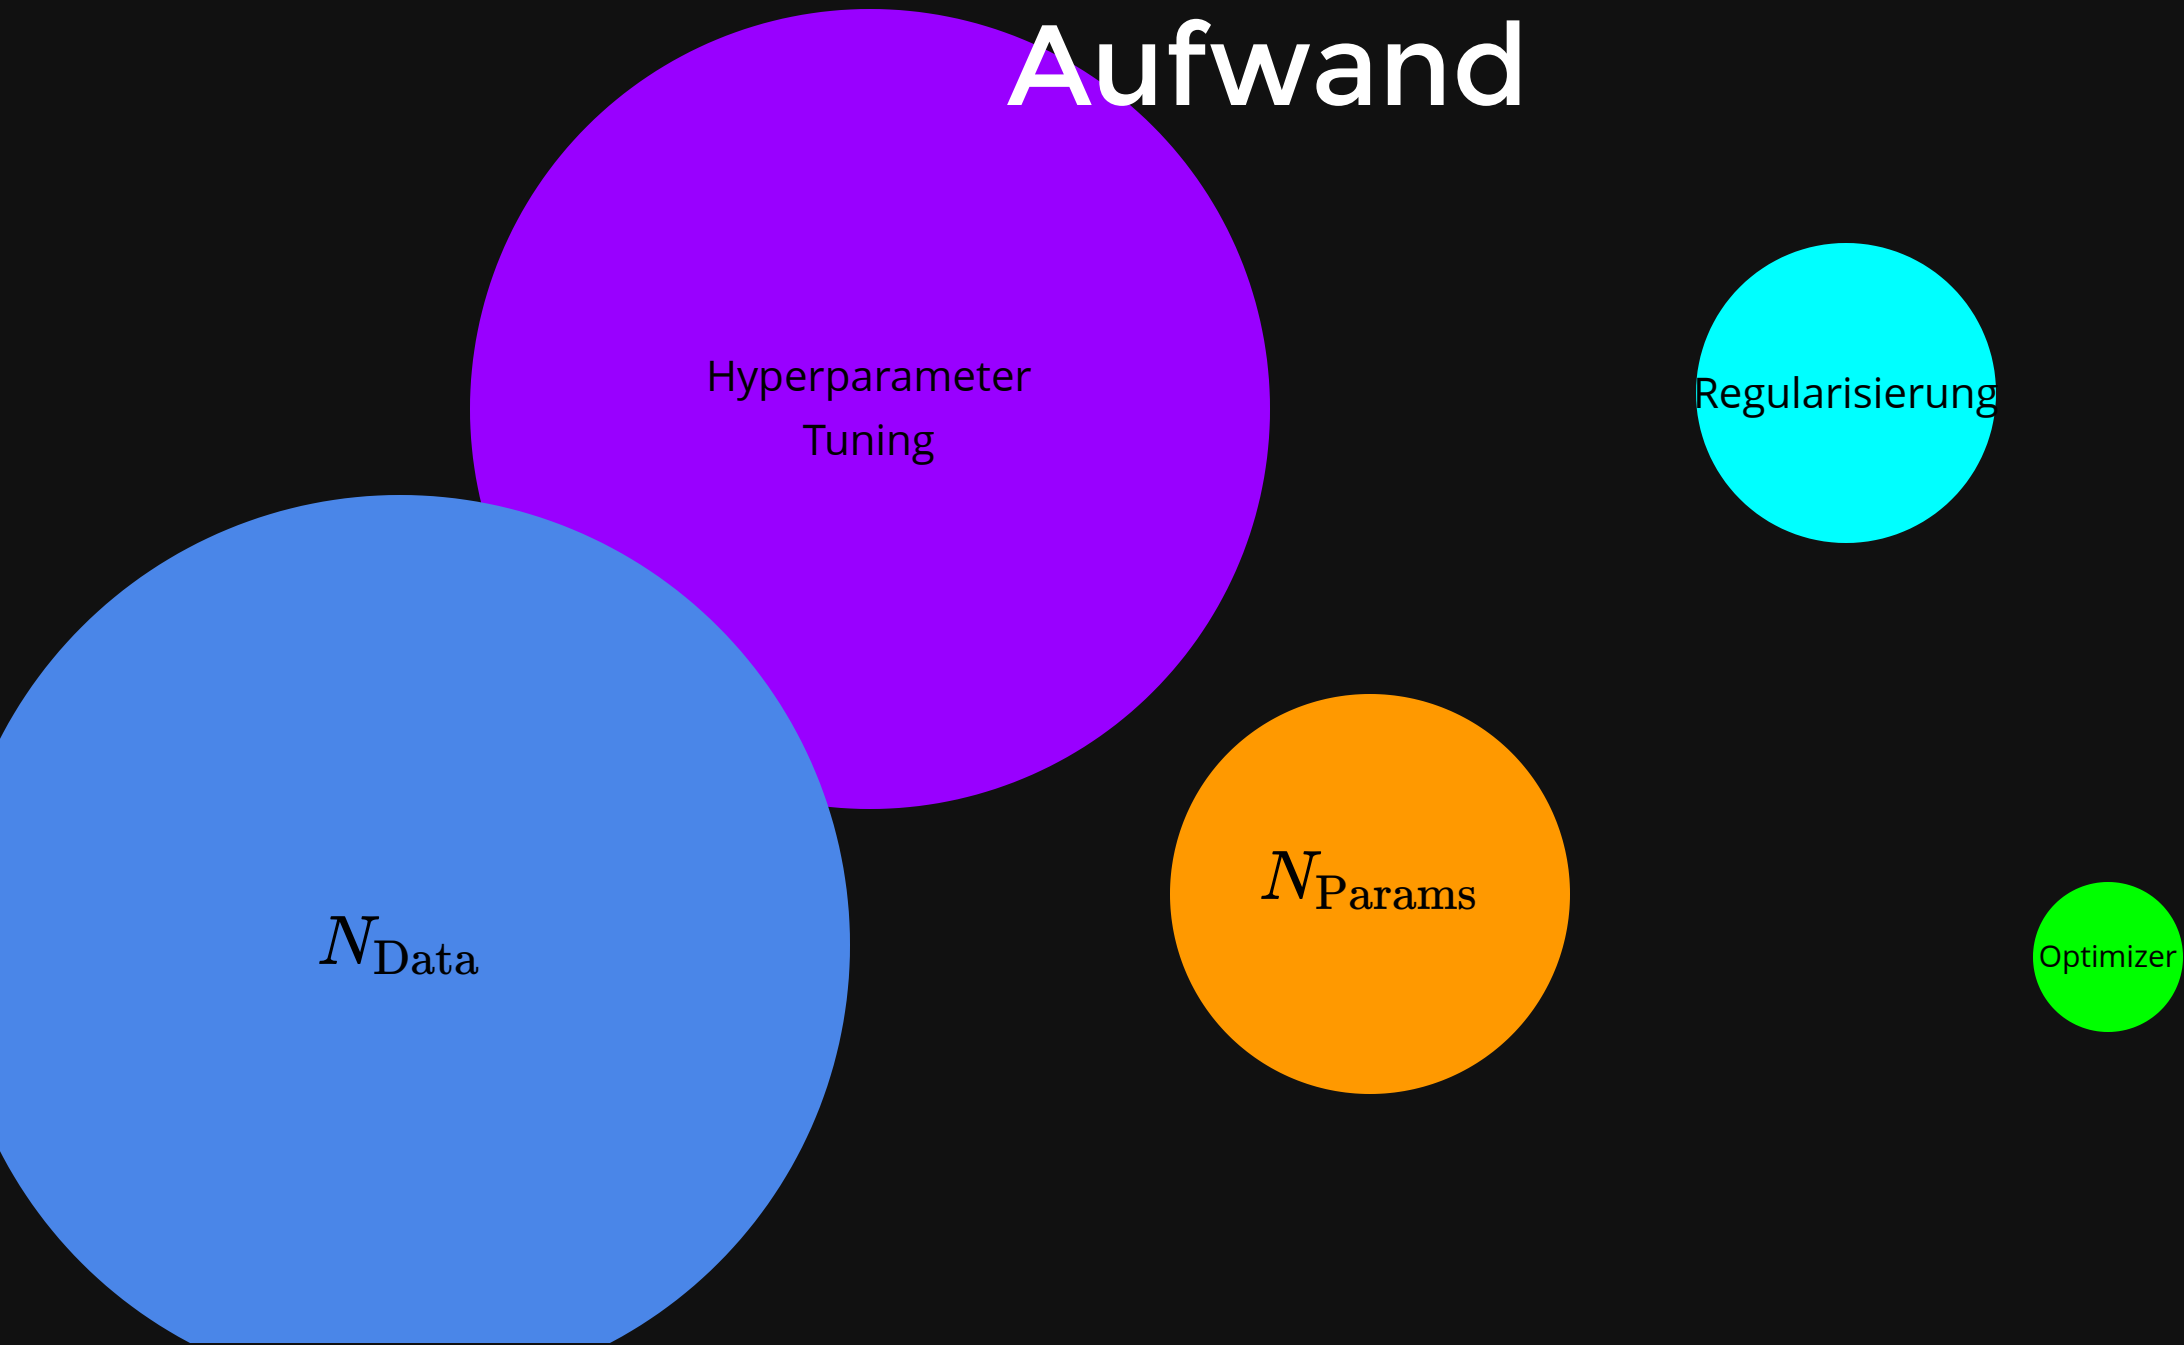 Aufwand
Hyperparameter
Tuning
Regularisierung
N_Params
N_Data
Optimizer